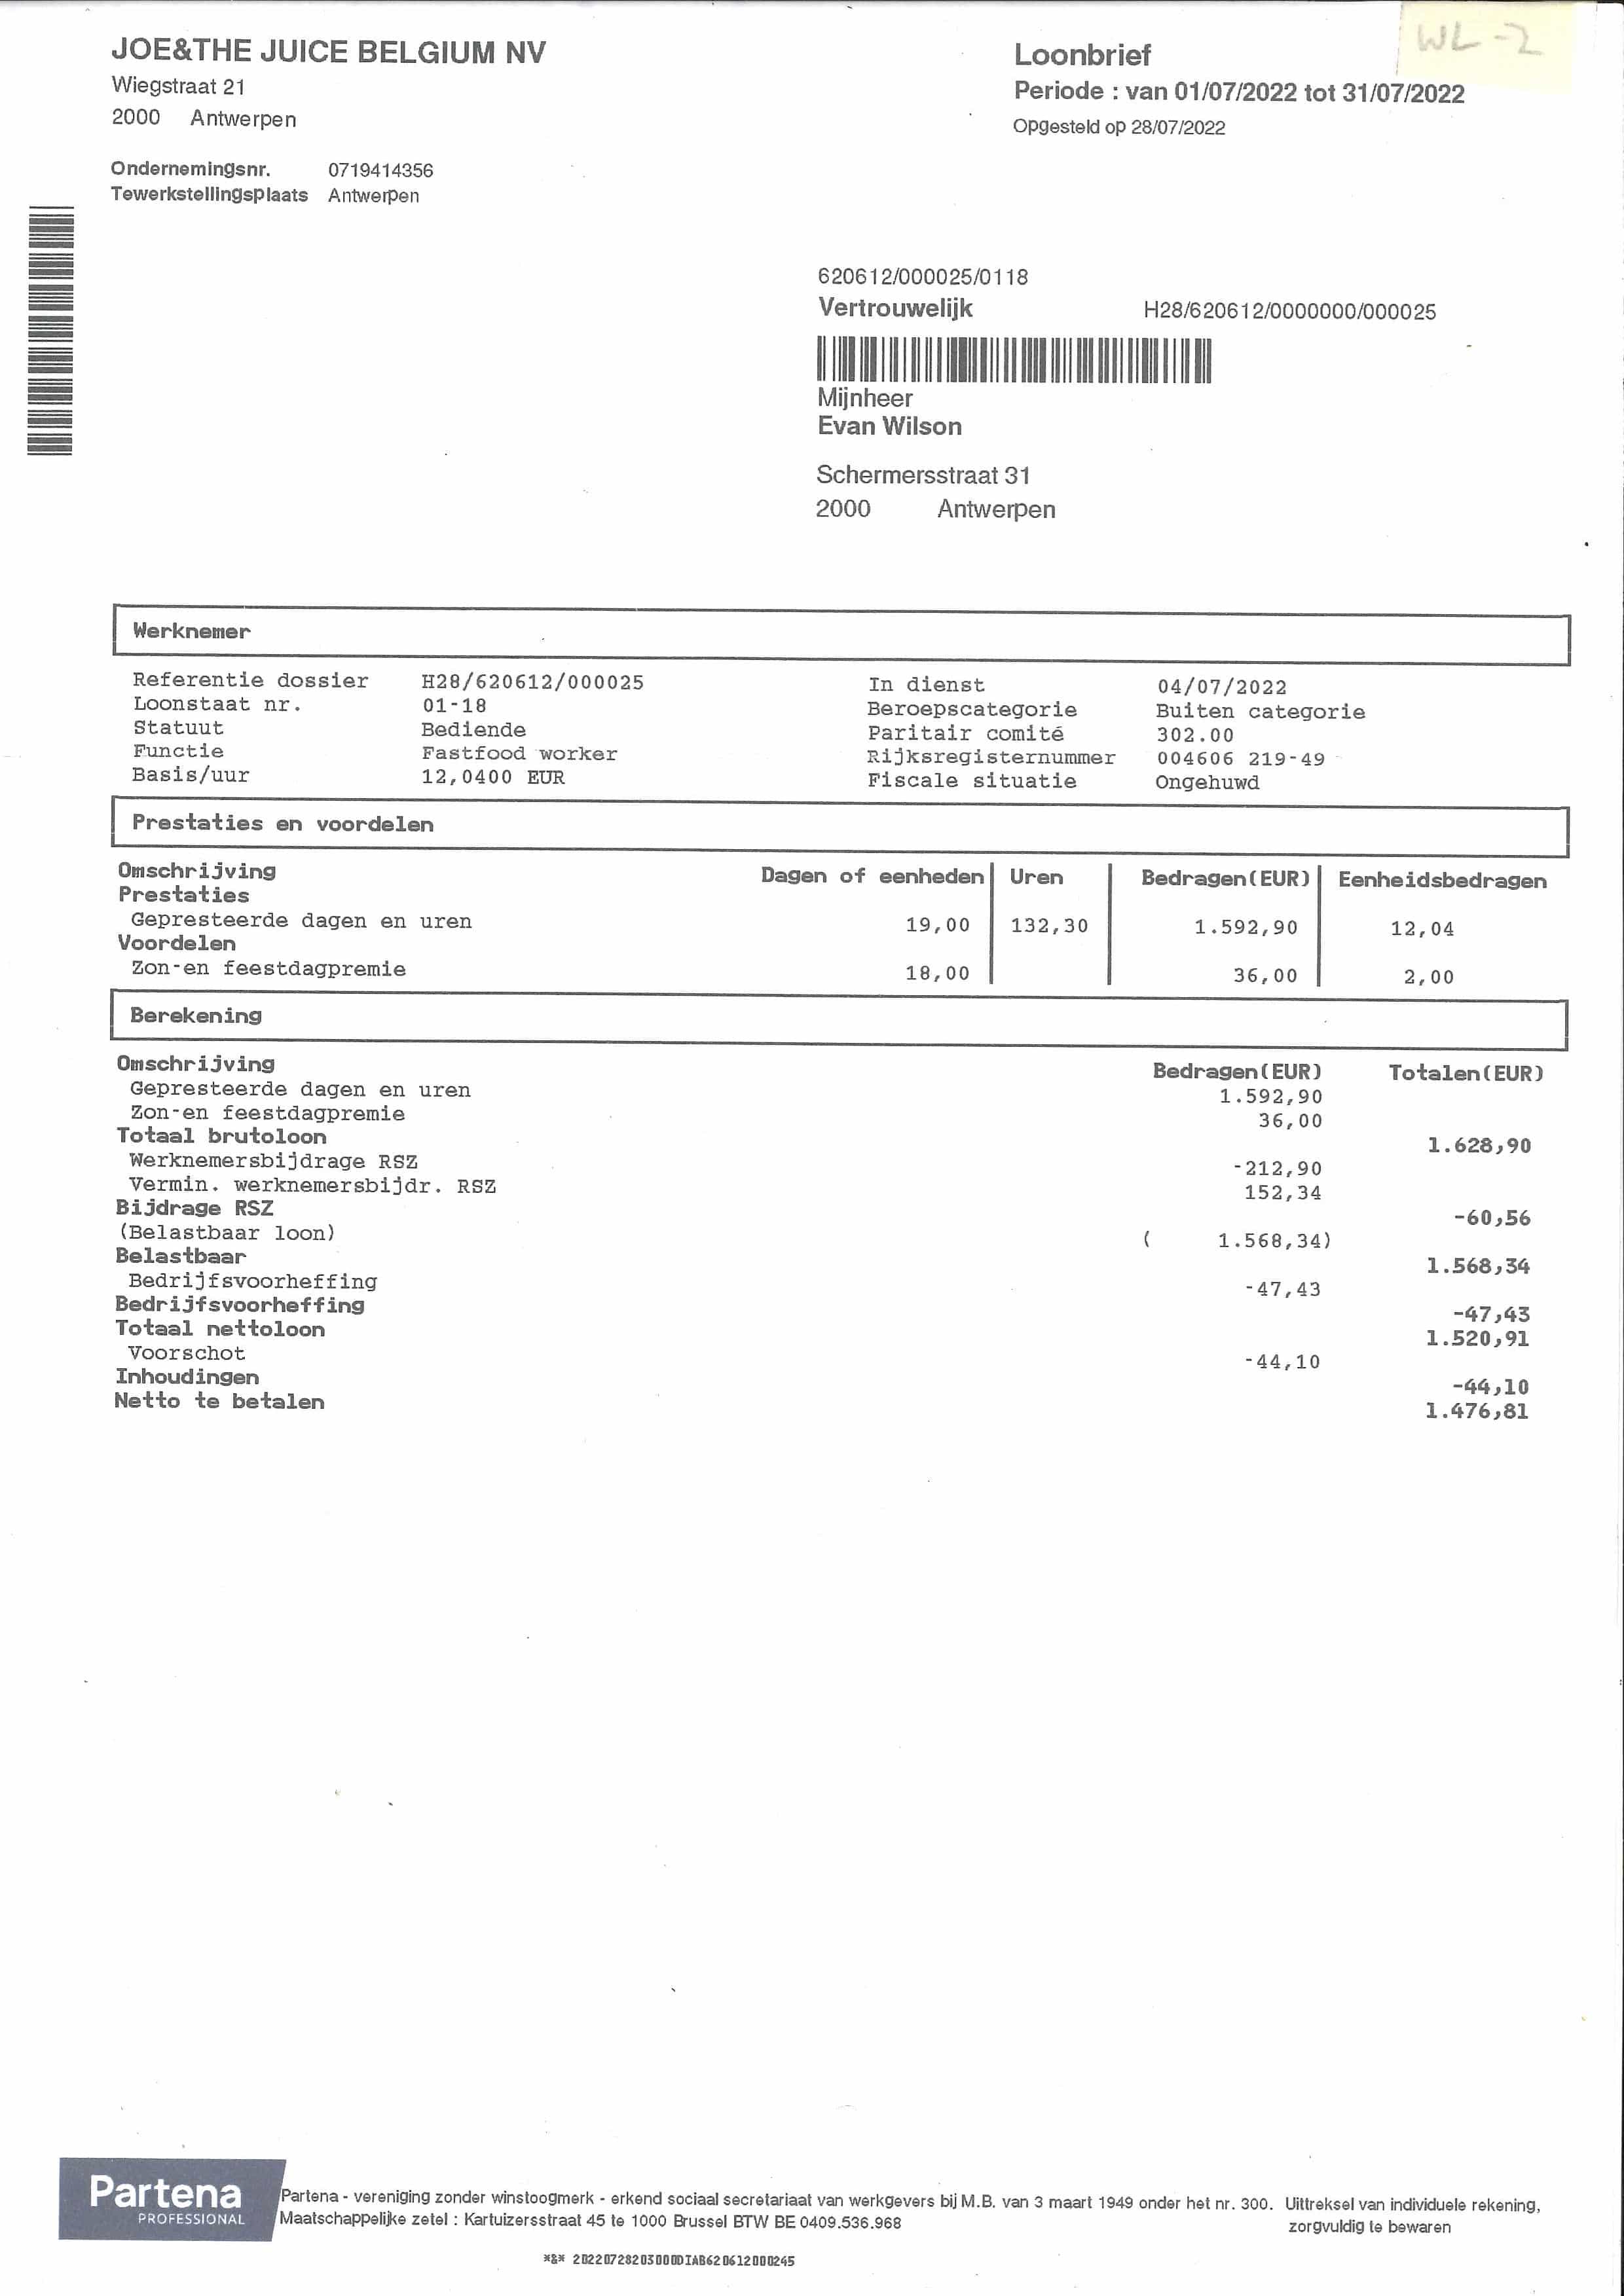 WL-2
JOE&THE JUICE BELGIUM NV
Wiegstraat 21
2000 Antwerpen
Loonbrief
Periode : van 01/07/2022 tot 31/07/2022
Opgesteld op 28/07/2022
Ondernemingsnr. 0719414356
Tewerkstellingsplaats Antwerpen
620612/000025/0118
Vertrouwelijk H28/620612/0000000/000025
Mijnheer
Evan Wilson
Schermersstraat 31
2000 Antwerpen
Werknemer
Referentie dossier H28/620612/000025 In dienst 04/07/2022
Loonstaat nr. 01-18 Beroepscategorie Buiten categorie
Statuut Bediende Paritair comité 302.00
Functie Fastfood worker Rijksregisternummer 004606 219-49
Basis/uur 12,0400 EUR Fiscale situatie Ongehuwd
Prestaties en voordelen
Omschrijving Dagen of eenheden Uren Bedragen(EUR) Eenheidsbedragen
Prestaties
Gepresteerde dagen en uren 19,00 132,30 1.592,90 12,04
Voordelen
Zon-en feestdagpremie 18,00 36,00 2,00
Berekening
Omschrijving Bedragen(EUR) Totalen(EUR)
Gepresteerde dagen en uren 1.592,90
Zon-en feestdagpremie 36,00
Totaal brutoloon 1.628,90
Werknemersbijdrage RSZ -212,90
Vermin. werknemersbijdr. RSZ 152,34
Bijdrage RSZ -60,56
(Belastbaar loon) ( 1.568,34)
Belastbaar 1.568,34
Bedrijfsvoorheffing -47,43
Bedrijfsvoorheffing -47,43
Totaal nettoloon 1.520,91
Voorschot -44,10
Inhoudingen -44,10
Netto te betalen 1.476,81
Partena
PROFESSIONAL
Partena - vereniging zonder winstoogmerk - erkend sociaal secretariaat van werkgevers bij M.B. van 3 maart 1949 onder het nr. 300. Uittreksel van individuele rekening,
Maatschappelijke zetel : Kartuizersstraat 45 te 1000 Brussel BTW BE 0409.536.968 zorgvuldig te bewaren
*&* 20220728203000DIAB620612000245